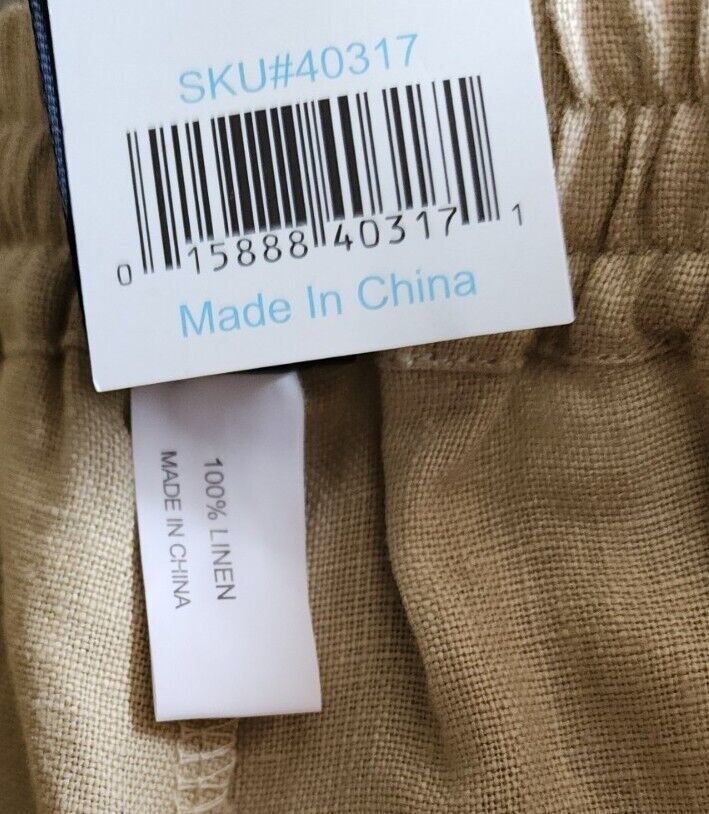 SKU#40317
0 15888 40317 1
Made In China
100% LINEN
MADE IN CHINA